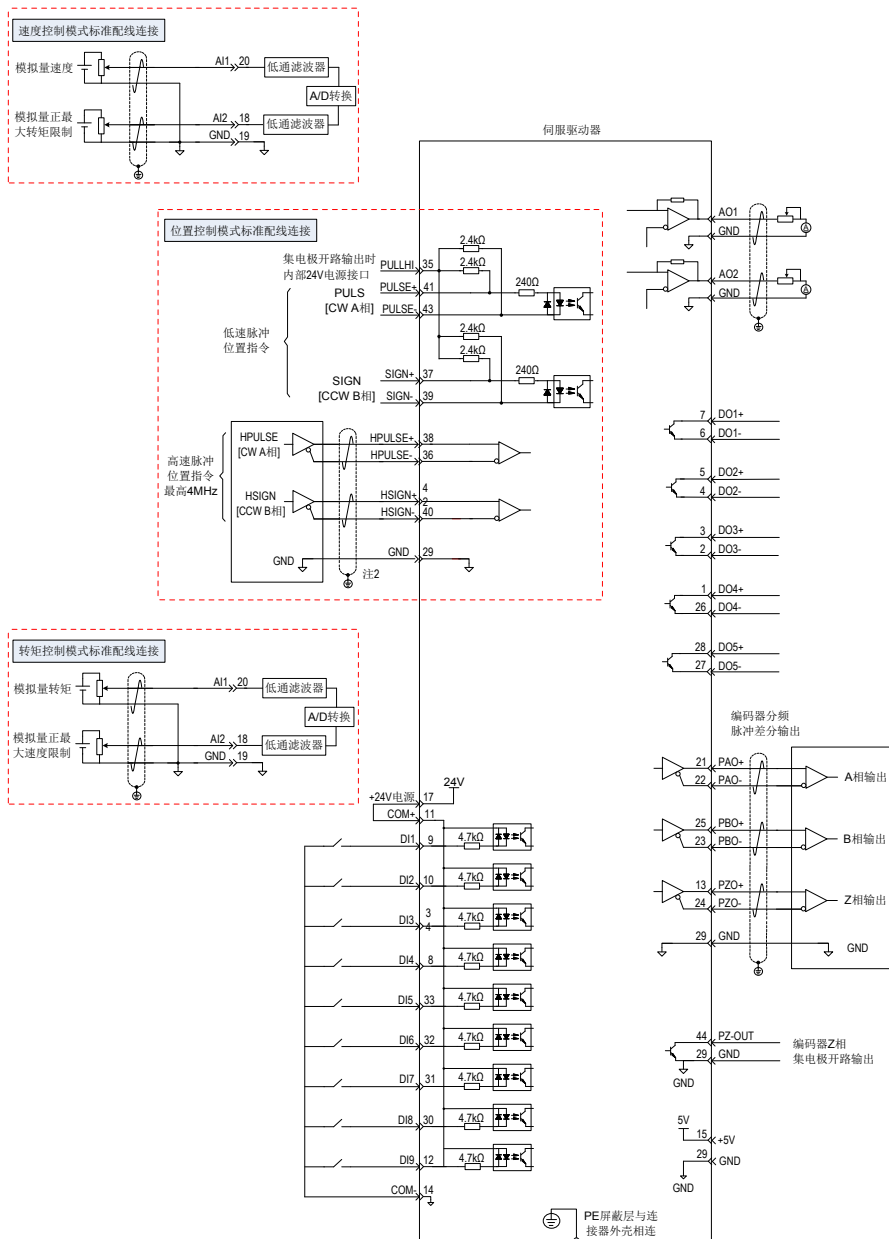 速度控制模式标准配线连接
模拟量速度
AI1 20
低通滤波器
A/D转换
模拟量正最
大转矩限制
AI2 18
低通滤波器
GND 19
伺服驱动器
AO1
GND
A
AO2
GND
A
位置控制模式标准配线连接
集电极开路输出时
内部24V电源接口
PULLHI 35
2.4kΩ
2.4kΩ
PULS
[CW A相]
PULSE+ 41
240Ω
PULSE- 43
低速脉冲
位置指令
2.4kΩ
2.4kΩ
SIGN
[CCW B相]
SIGN+ 37
240Ω
SIGN- 39
高速脉冲
位置指令
最高4MHz
HPULSE
[CW A相]
HPULSE+ 38
HPULSE- 36
HSIGN
[CCW B相]
HSIGN+ 4
2
HSIGN- 40
GND
GND 29
注2
7 DO1+
6 DO1-
5 DO2+
4 DO2-
3 DO3+
2 DO3-
1 DO4+
26 DO4-
28 DO5+
27 DO5-
转矩控制模式标准配线连接
模拟量转矩
AI1 20
低通滤波器
A/D转换
模拟量正最
大速度限制
AI2 18
低通滤波器
GND 19
编码器分频
脉冲差分输出
21 PAO+
22 PAO-
A相输出
25 PBO+
23 PBO-
B相输出
13 PZO+
24 PZO-
Z相输出
29 GND
GND
24V
+24V电源 17
COM+ 11
DI1 9 4.7kΩ
DI2 10 4.7kΩ
DI3 3
4 4.7kΩ
DI4 8 4.7kΩ
DI5 33 4.7kΩ
DI6 32 4.7kΩ
DI7 31 4.7kΩ
DI8 30 4.7kΩ
DI9 12 4.7kΩ
COM- 14
44 PZ-OUT
29 GND
GND
编码器Z相
集电极开路输出
5V
15 +5V
29 GND
GND
PE屏蔽层与连
接器外壳相连